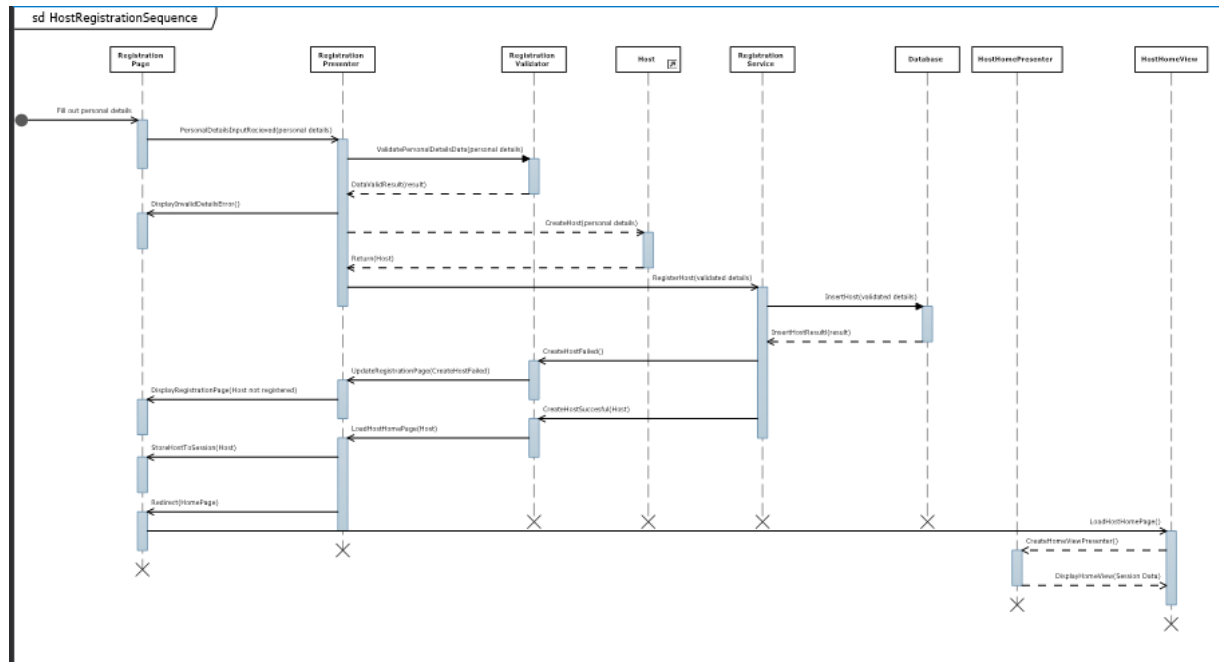 sd HostRegistrationSequence
Registration
Page
Registration
Presenter
Registration
Validator
Host
Registration
Service
Database
HostHomePresenter
HostHomeView
Fill out personal details
PersonalDetailsInputRecieved(personal details)
ValidatePersonalDetailsData(personal details)
DataValidResult(result)
DisplayInvalidDetailsError()
CreateHost(personal details)
Return(Host)
RegisterHost(validated details)
InsertHost(validated details)
InsertHostResult(result)
CreateHostFailed()
UpdateRegistrationPage(CreateHostFailed)
DisplayRegistrationPage(Host not registered)
CreateHostSuccesful(Host)
LoadHostHomePage(Host)
StoreHostToSession(Host)
Redirect(HomePage)
LoadHostHomePage()
CreateHomeViewPresenter()
DisplayHomeView(Session Data)